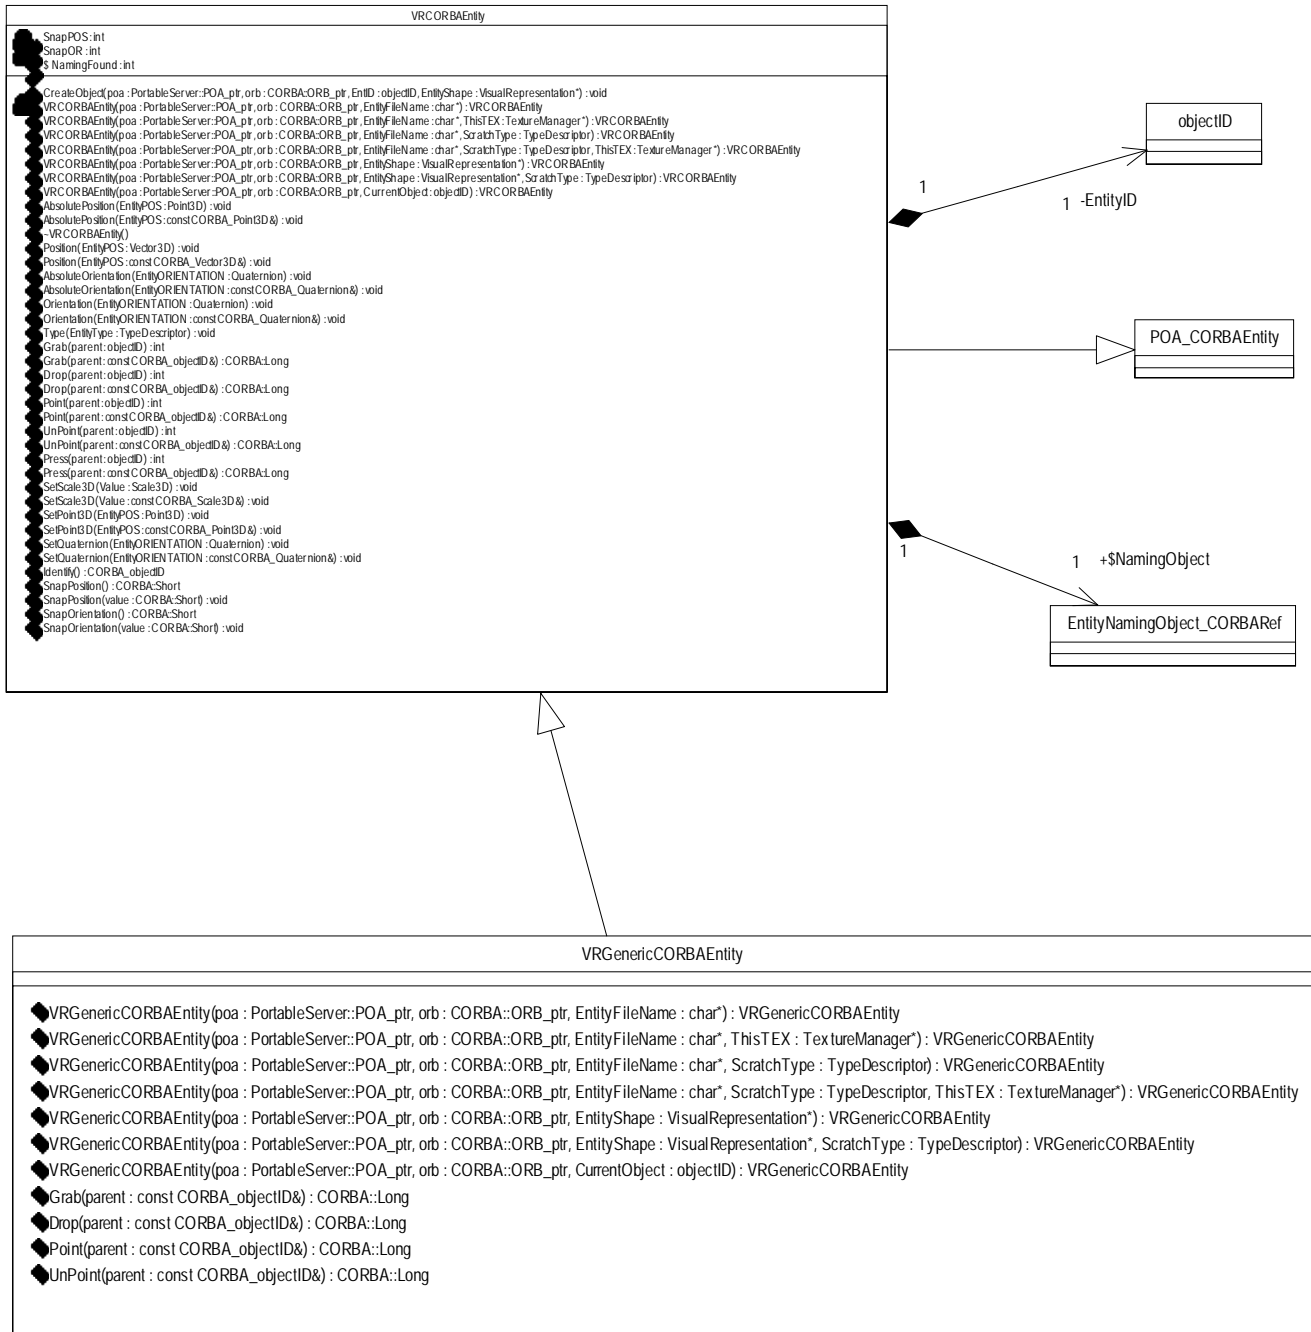 VRCORBAEntity
SnapPOS : int
SnapOR : int
$ NamingFound : int
CreateObject(poa : PortableServer::POA_ptr, orb : CORBA::ORB_ptr, EntID : objectID, EntityShape : VisualRepresentation*) : void
VRCORBAEntity(poa : PortableServer::POA_ptr, orb : CORBA::ORB_ptr, EntityFileName : char*) : VRCORBAEntity
VRCORBAEntity(poa : PortableServer::POA_ptr, orb : CORBA::ORB_ptr, EntityFileName : char*, ThisTEX : TextureManager*) : VRCORBAEntity
VRCORBAEntity(poa : PortableServer::POA_ptr, orb : CORBA::ORB_ptr, EntityFileName : char*, ScratchType : TypeDescriptor) : VRCORBAEntity
VRCORBAEntity(poa : PortableServer::POA_ptr, orb : CORBA::ORB_ptr, EntityFileName : char*, ScratchType : TypeDescriptor, ThisTEX : TextureManager*) : VRCORBAEntity
VRCORBAEntity(poa : PortableServer::POA_ptr, orb : CORBA::ORB_ptr, EntityShape : VisualRepresentation*) : VRCORBAEntity
VRCORBAEntity(poa : PortableServer::POA_ptr, orb : CORBA::ORB_ptr, EntityShape : VisualRepresentation*, ScratchType : TypeDescriptor) : VRCORBAEntity
VRCORBAEntity(poa : PortableServer::POA_ptr, orb : CORBA::ORB_ptr, CurrentObject : objectID) : VRCORBAEntity
AbsolutePosition(EntityPOS : Point3D) : void
AbsolutePosition(EntityPOS : const CORBA_Point3D&) : void
~VRCORBAEntity()
Position(EntityPOS : Vector3D) : void
Position(EntityPOS : const CORBA_Vector3D&) : void
AbsoluteOrientation(EntityORIENTATION : Quaternion) : void
AbsoluteOrientation(EntityORIENTATION : const CORBA_Quaternion&) : void
Orientation(EntityORIENTATION : Quaternion) : void
Orientation(EntityORIENTATION : const CORBA_Quaternion&) : void
Type(EntityType : TypeDescriptor) : void
Grab(parent : objectID) : int
Grab(parent : const CORBA_objectID&) : CORBA::Long
Drop(parent : objectID) : int
Drop(parent : const CORBA_objectID&) : CORBA::Long
Point(parent : objectID) : int
Point(parent : const CORBA_objectID&) : CORBA::Long
UnPoint(parent : objectID) : int
UnPoint(parent : const CORBA_objectID&) : CORBA::Long
Press(parent : objectID) : int
Press(parent : const CORBA_objectID&) : CORBA::Long
SetScale3D(Value : Scale3D) : void
SetScale3D(Value : const CORBA_Scale3D&) : void
SetPoint3D(EntityPOS : Point3D) : void
SetPoint3D(EntityPOS : const CORBA_Point3D&) : void
SetQuaternion(EntityORIENTATION : Quaternion) : void
SetQuaternion(EntityORIENTATION : const CORBA_Quaternion&) : void
Identify() : CORBA_objectID
SnapPosition() : CORBA::Short
SnapPosition(value : CORBA::Short) : void
SnapOrientation() : CORBA::Short
SnapOrientation(value : CORBA::Short) : void
objectID
1
1 -EntityID
POA_CORBAEntity
1
1 +$NamingObject
EntityNamingObject_CORBARef
VRGenericCORBAEntity
VRGenericCORBAEntity(poa : PortableServer::POA_ptr, orb : CORBA::ORB_ptr, EntityFileName : char*) : VRGenericCORBAEntity
VRGenericCORBAEntity(poa : PortableServer::POA_ptr, orb : CORBA::ORB_ptr, EntityFileName : char*, ThisTEX : TextureManager*) : VRGenericCORBAEntity
VRGenericCORBAEntity(poa : PortableServer::POA_ptr, orb : CORBA::ORB_ptr, EntityFileName : char*, ScratchType : TypeDescriptor) : VRGenericCORBAEntity
VRGenericCORBAEntity(poa : PortableServer::POA_ptr, orb : CORBA::ORB_ptr, EntityFileName : char*, ScratchType : TypeDescriptor, ThisTEX : TextureManager*) : VRGenericCORBAEntity
VRGenericCORBAEntity(poa : PortableServer::POA_ptr, orb : CORBA::ORB_ptr, EntityShape : VisualRepresentation*) : VRGenericCORBAEntity
VRGenericCORBAEntity(poa : PortableServer::POA_ptr, orb : CORBA::ORB_ptr, EntityShape : VisualRepresentation*, ScratchType : TypeDescriptor) : VRGenericCORBAEntity
VRGenericCORBAEntity(poa : PortableServer::POA_ptr, orb : CORBA::ORB_ptr, CurrentObject : objectID) : VRGenericCORBAEntity
Grab(parent : const CORBA_objectID&) : CORBA::Long
Drop(parent : const CORBA_objectID&) : CORBA::Long
Point(parent : const CORBA_objectID&) : CORBA::Long
UnPoint(parent : const CORBA_objectID&) : CORBA::Long